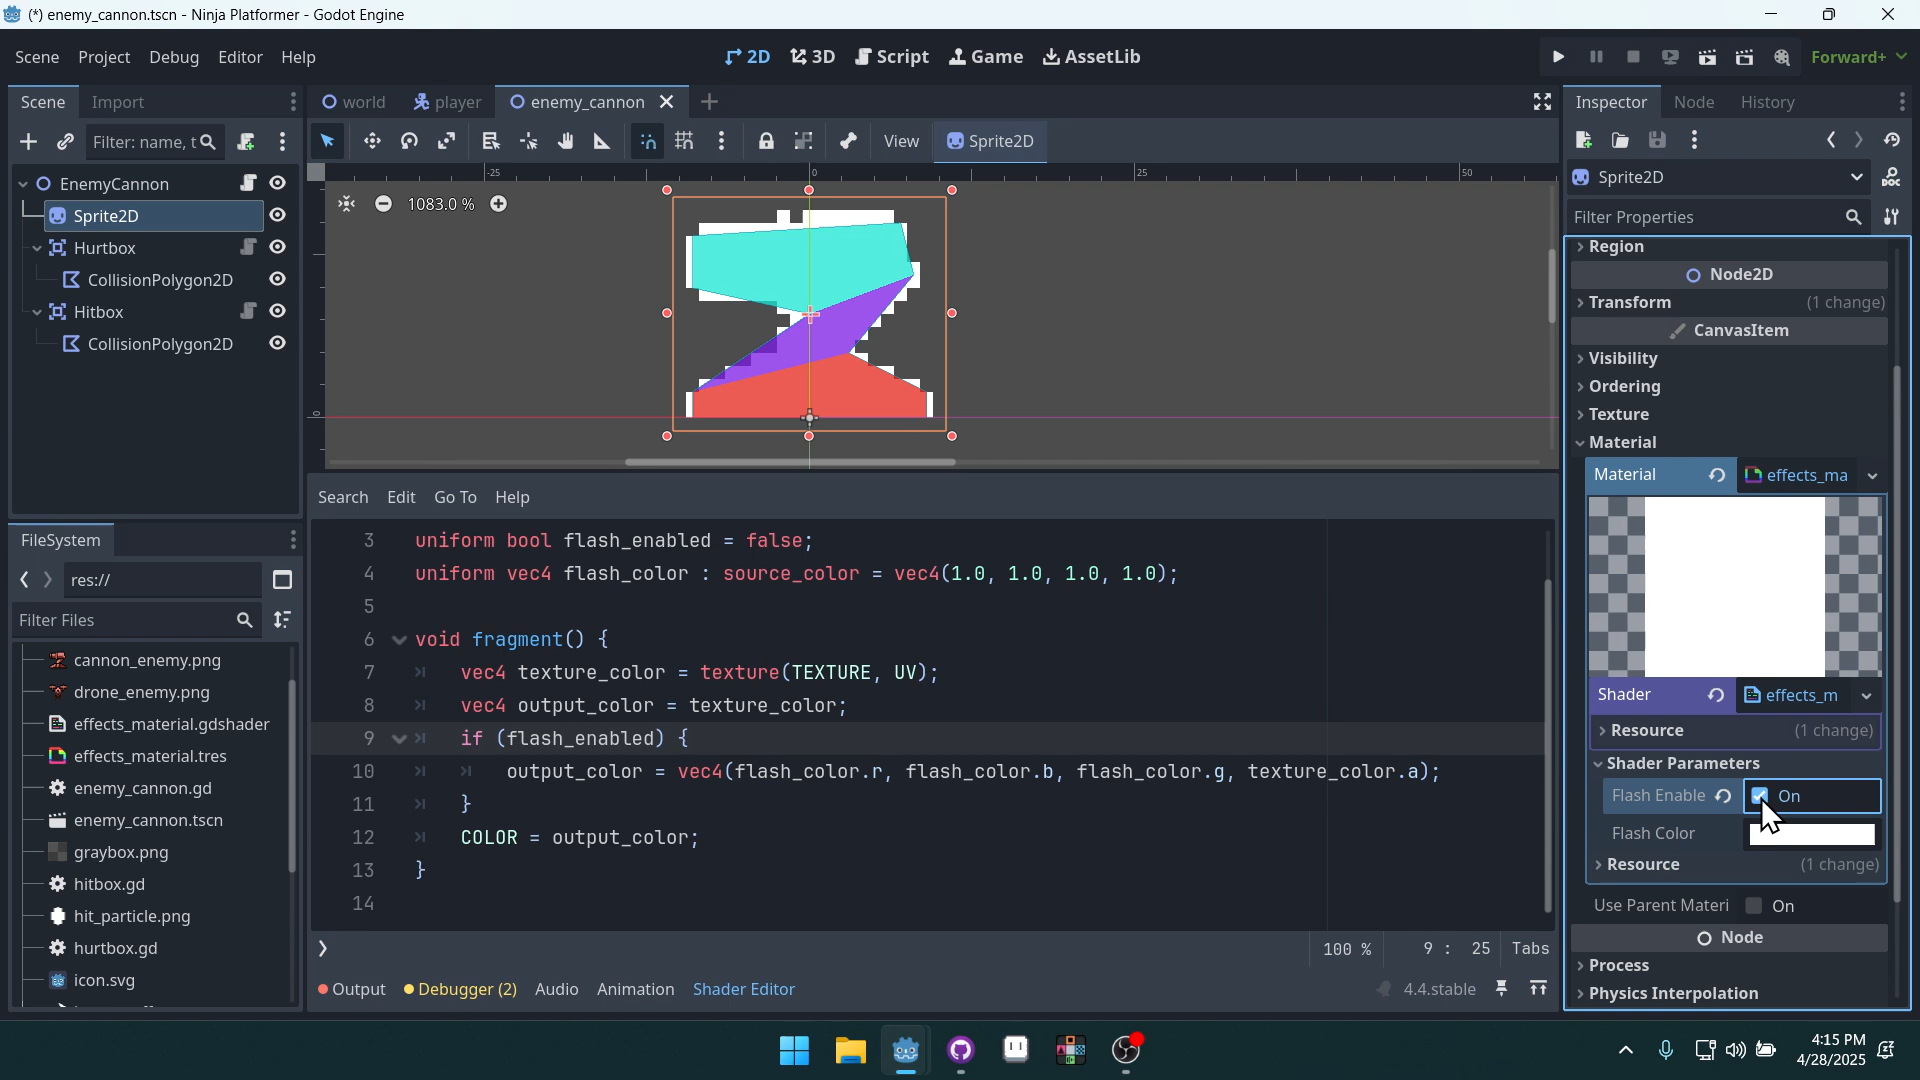 (*) enemy_cannon.tscn - Ninja Platformer - Godot Engine
Scene Project Debug Editor Help
2D 3D Script Game AssetLib
Forward+
Scene Import
Filter: name, t
EnemyCannon
Sprite2D
Hurtbox
CollisionPolygon2D
Hitbox
CollisionPolygon2D
FileSystem
res://
Filter Files
cannon_enemy.png
drone_enemy.png
effects_material.gdshader
effects_material.tres
enemy_cannon.gd
enemy_cannon.tscn
graybox.png
hitbox.gd
hit_particle.png
hurtbox.gd
icon.svg
world player enemy_cannon
View Sprite2D
-25 0 25 50
1083.0 %
0
Search Edit Go To Help
3 uniform bool flash_enabled = false;
4 uniform vec4 flash_color : source_color = vec4(1.0, 1.0, 1.0, 1.0);
5
6 void fragment() {
7 vec4 texture_color = texture(TEXTURE, UV);
8 vec4 output_color = texture_color;
9 if (flash_enabled) {
10 output_color = vec4(flash_color.r, flash_color.b, flash_color.g, texture_color.a);
11 }
12 COLOR = output_color;
13 }
14
100 % 9 : 25 Tabs
Output Debugger (2) Audio Animation Shader Editor 4.4.stable
Inspector Node History
Sprite2D
DOC
Filter Properties
Region
Node2D
Transform (1 change)
CanvasItem
Visibility
Ordering
Texture
Material
Material effects_ma
Shader effects_m
Resource (1 change)
Shader Parameters
Flash Enable On
Flash Color
Resource (1 change)
Use Parent Materi On
Node
Process
Physics Interpolation
4:15 PM
4/28/2025